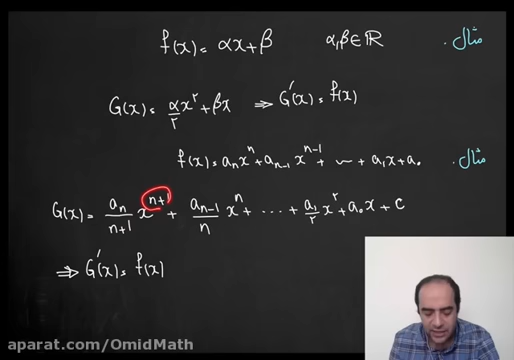 f(x) = αx + β    α, β ∈ ℝ    مثال.
G(x) = α/۲ x^۲ + βx ⟹ G'(x) = f(x)
f(x) = aₙxⁿ + aₙ₋₁xⁿ⁻¹ + ⋯ + a₁x + a₀    مثال.
G(x) = aₙ/(n+1) xⁿ⁺¹ + aₙ₋₁/n xⁿ + ⋯ + a₁/۲ x^۲ + a₀x + c
⟹ G'(x) = f(x)
aparat.com/OmidMath